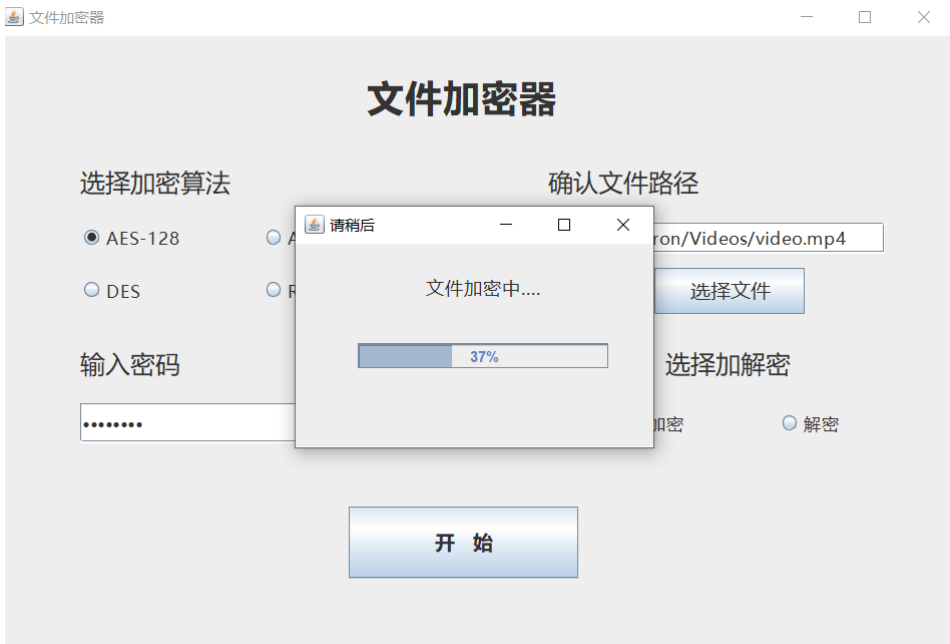 文件加密器
文件加密器
选择加密算法
确认文件路径
AES-128
DES
ron/Videos/video.mp4
选择文件
请稍后
文件加密中....
37%
输入密码
••••••••
选择加解密
加密
解密
开 始